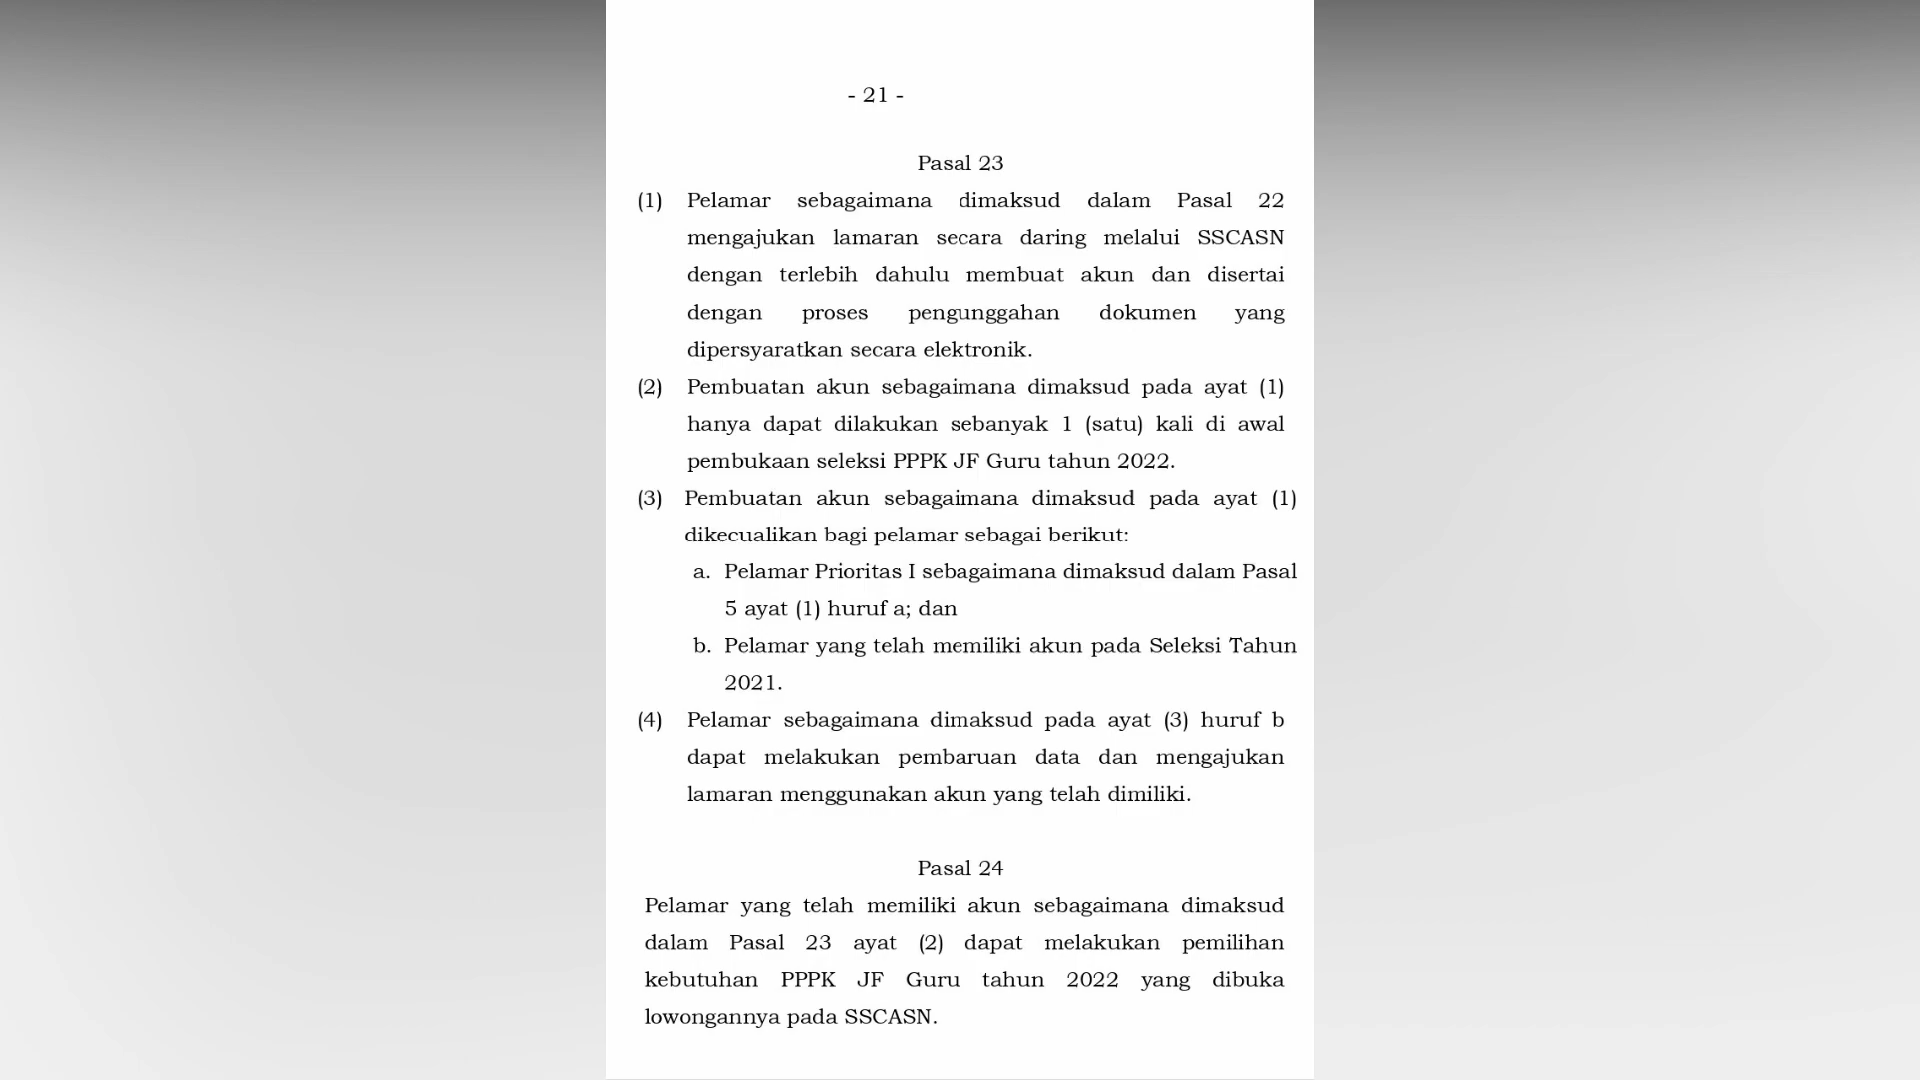 - 21 -
Pasal 23
(1) Pelamar sebagaimana dimaksud dalam Pasal 22
mengajukan lamaran secara daring melalui SSCASN
dengan terlebih dahulu membuat akun dan disertai
dengan proses pengunggahan dokumen yang
dipersyaratkan secara elektronik.
(2) Pembuatan akun sebagaimana dimaksud pada ayat (1)
hanya dapat dilakukan sebanyak 1 (satu) kali di awal
pembukaan seleksi PPPK JF Guru tahun 2022.
(3) Pembuatan akun sebagaimana dimaksud pada ayat (1)
dikecualikan bagi pelamar sebagai berikut:
a. Pelamar Prioritas I sebagaimana dimaksud dalam Pasal
5 ayat (1) huruf a; dan
b. Pelamar yang telah memiliki akun pada Seleksi Tahun
2021.
(4) Pelamar sebagaimana dimaksud pada ayat (3) huruf b
dapat melakukan pembaruan data dan mengajukan
lamaran menggunakan akun yang telah dimiliki.
Pasal 24
Pelamar yang telah memiliki akun sebagaimana dimaksud
dalam Pasal 23 ayat (2) dapat melakukan pemilihan
kebutuhan PPPK JF Guru tahun 2022 yang dibuka
lowongannya pada SSCASN.